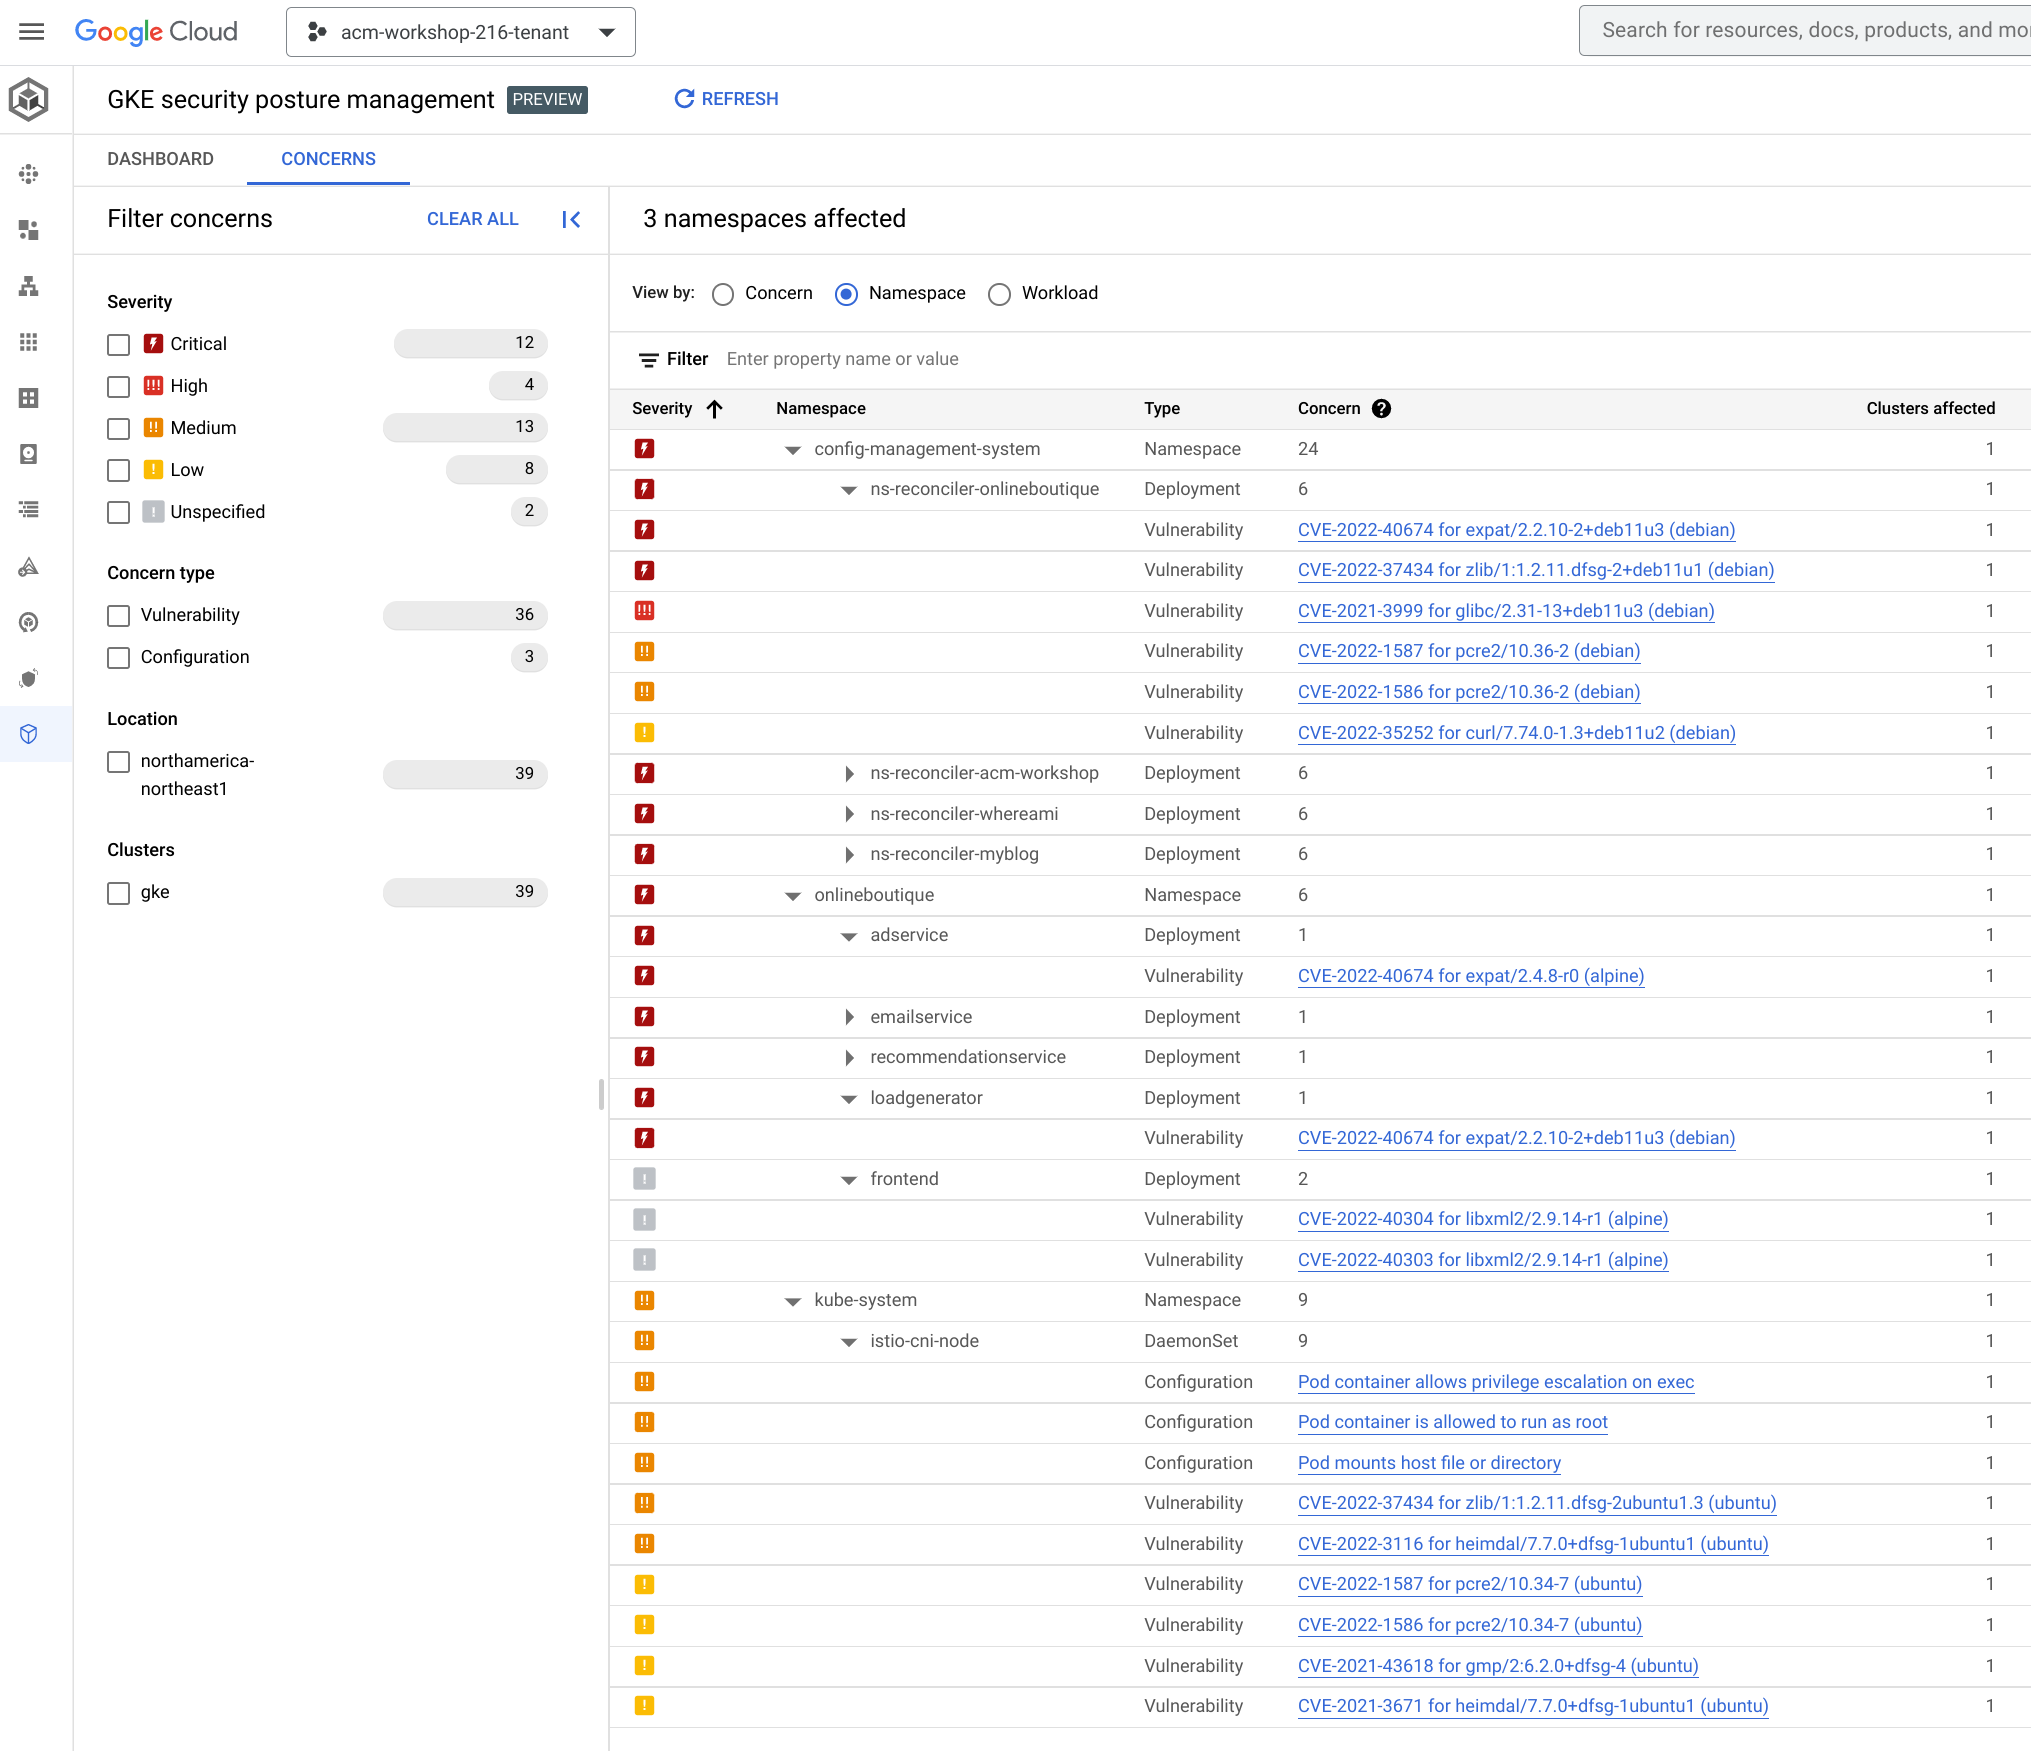 Google Cloud
acm-workshop-216-tenant
Search for resources, docs, products, and mo
GKE security posture management PREVIEW REFRESH
DASHBOARD CONCERNS
Filter concerns CLEAR ALL
Severity
Critical 12
High 4
Medium 13
Low 8
Unspecified 2
Concern type
Vulnerability 36
Configuration 3
Location
northamerica-
northeast1 39
Clusters
gke 39
3 namespaces affected
View by: Concern Namespace Workload
Filter Enter property name or value
Severity Namespace Type Concern Clusters affected
config-management-system Namespace 24 1
ns-reconciler-onlineboutique Deployment 6 1
Vulnerability CVE-2022-40674 for expat/2.2.10-2+deb11u3 (debian) 1
Vulnerability CVE-2022-37434 for zlib/1:1.2.11.dfsg-2+deb11u1 (debian) 1
Vulnerability CVE-2021-3999 for glibc/2.31-13+deb11u3 (debian) 1
Vulnerability CVE-2022-1587 for pcre2/10.36-2 (debian) 1
Vulnerability CVE-2022-1586 for pcre2/10.36-2 (debian) 1
Vulnerability CVE-2022-35252 for curl/7.74.0-1.3+deb11u2 (debian) 1
ns-reconciler-acm-workshop Deployment 6 1
ns-reconciler-whereami Deployment 6 1
ns-reconciler-myblog Deployment 6 1
onlineboutique Namespace 6 1
adservice Deployment 1 1
Vulnerability CVE-2022-40674 for expat/2.4.8-r0 (alpine) 1
emailservice Deployment 1 1
recommendationservice Deployment 1 1
loadgenerator Deployment 1 1
Vulnerability CVE-2022-40674 for expat/2.2.10-2+deb11u3 (debian) 1
frontend Deployment 2 1
Vulnerability CVE-2022-40304 for libxml2/2.9.14-r1 (alpine) 1
Vulnerability CVE-2022-40303 for libxml2/2.9.14-r1 (alpine) 1
kube-system Namespace 9 1
istio-cni-node DaemonSet 9 1
Configuration Pod container allows privilege escalation on exec 1
Configuration Pod container is allowed to run as root 1
Configuration Pod mounts host file or directory 1
Vulnerability CVE-2022-37434 for zlib/1:1.2.11.dfsg-2ubuntu1.3 (ubuntu) 1
Vulnerability CVE-2022-3116 for heimdal/7.7.0+dfsg-1ubuntu1 (ubuntu) 1
Vulnerability CVE-2022-1587 for pcre2/10.34-7 (ubuntu) 1
Vulnerability CVE-2022-1586 for pcre2/10.34-7 (ubuntu) 1
Vulnerability CVE-2021-43618 for gmp/2:6.2.0+dfsg-4 (ubuntu) 1
Vulnerability CVE-2021-3671 for heimdal/7.7.0+dfsg-1ubuntu1 (ubuntu) 1